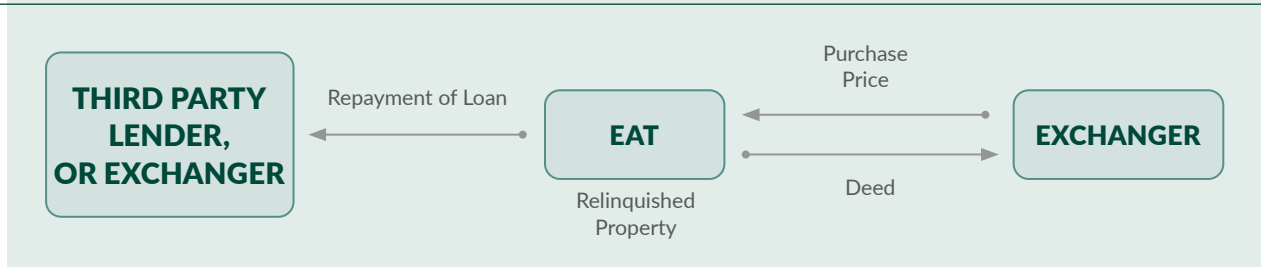 THIRD PARTY
LENDER,
OR EXCHANGER
Repayment of Loan
EAT
Relinquished
Property
Purchase
Price
Deed
EXCHANGER